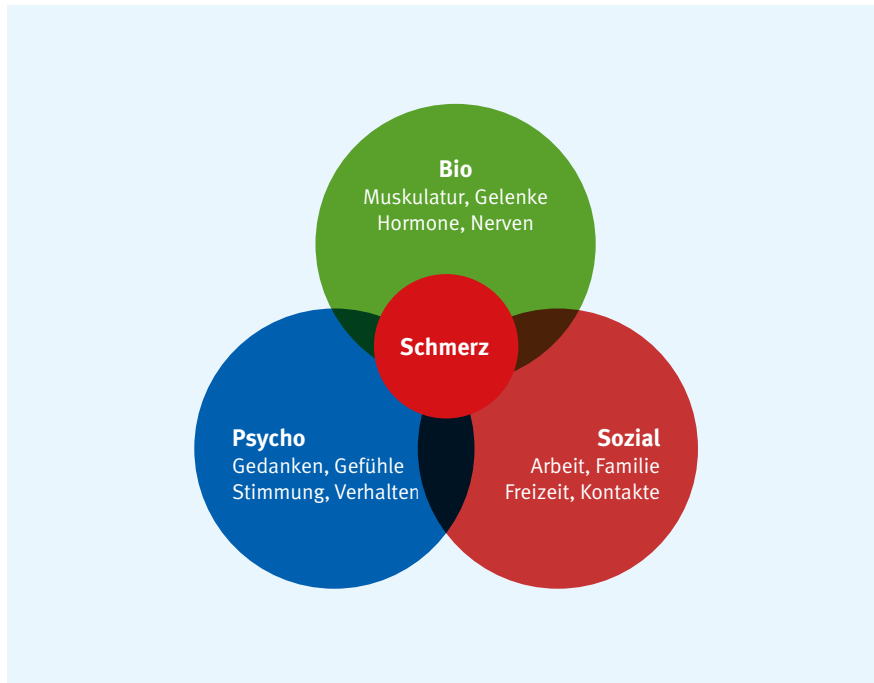 Bio
Muskulatur, Gelenke
Hormone, Nerven
Schmerz
Psycho
Gedanken, Gefühle
Stimmung, Verhalten
Sozial
Arbeit, Familie
Freizeit, Kontakte